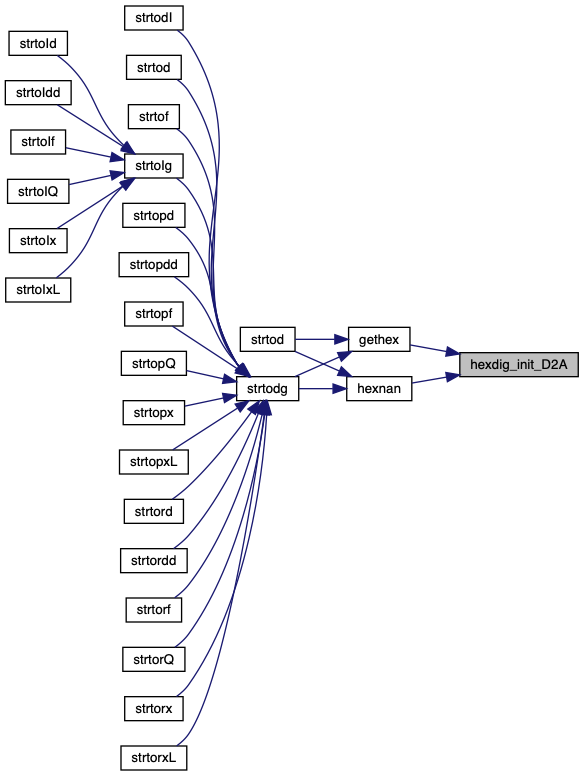 strtodI
strtod
strtof
strtoIg
strtoId
strtoIdd
strtoIf
strtoIQ
strtoIx
strtoIxL
strtopd
strtopdd
strtopf
strtopQ
strtopx
strtopxL
strtord
strtordd
strtorf
strtorQ
strtorx
strtorxL
strtod
strtodg
gethex
hexnan
hexdig_init_D2A